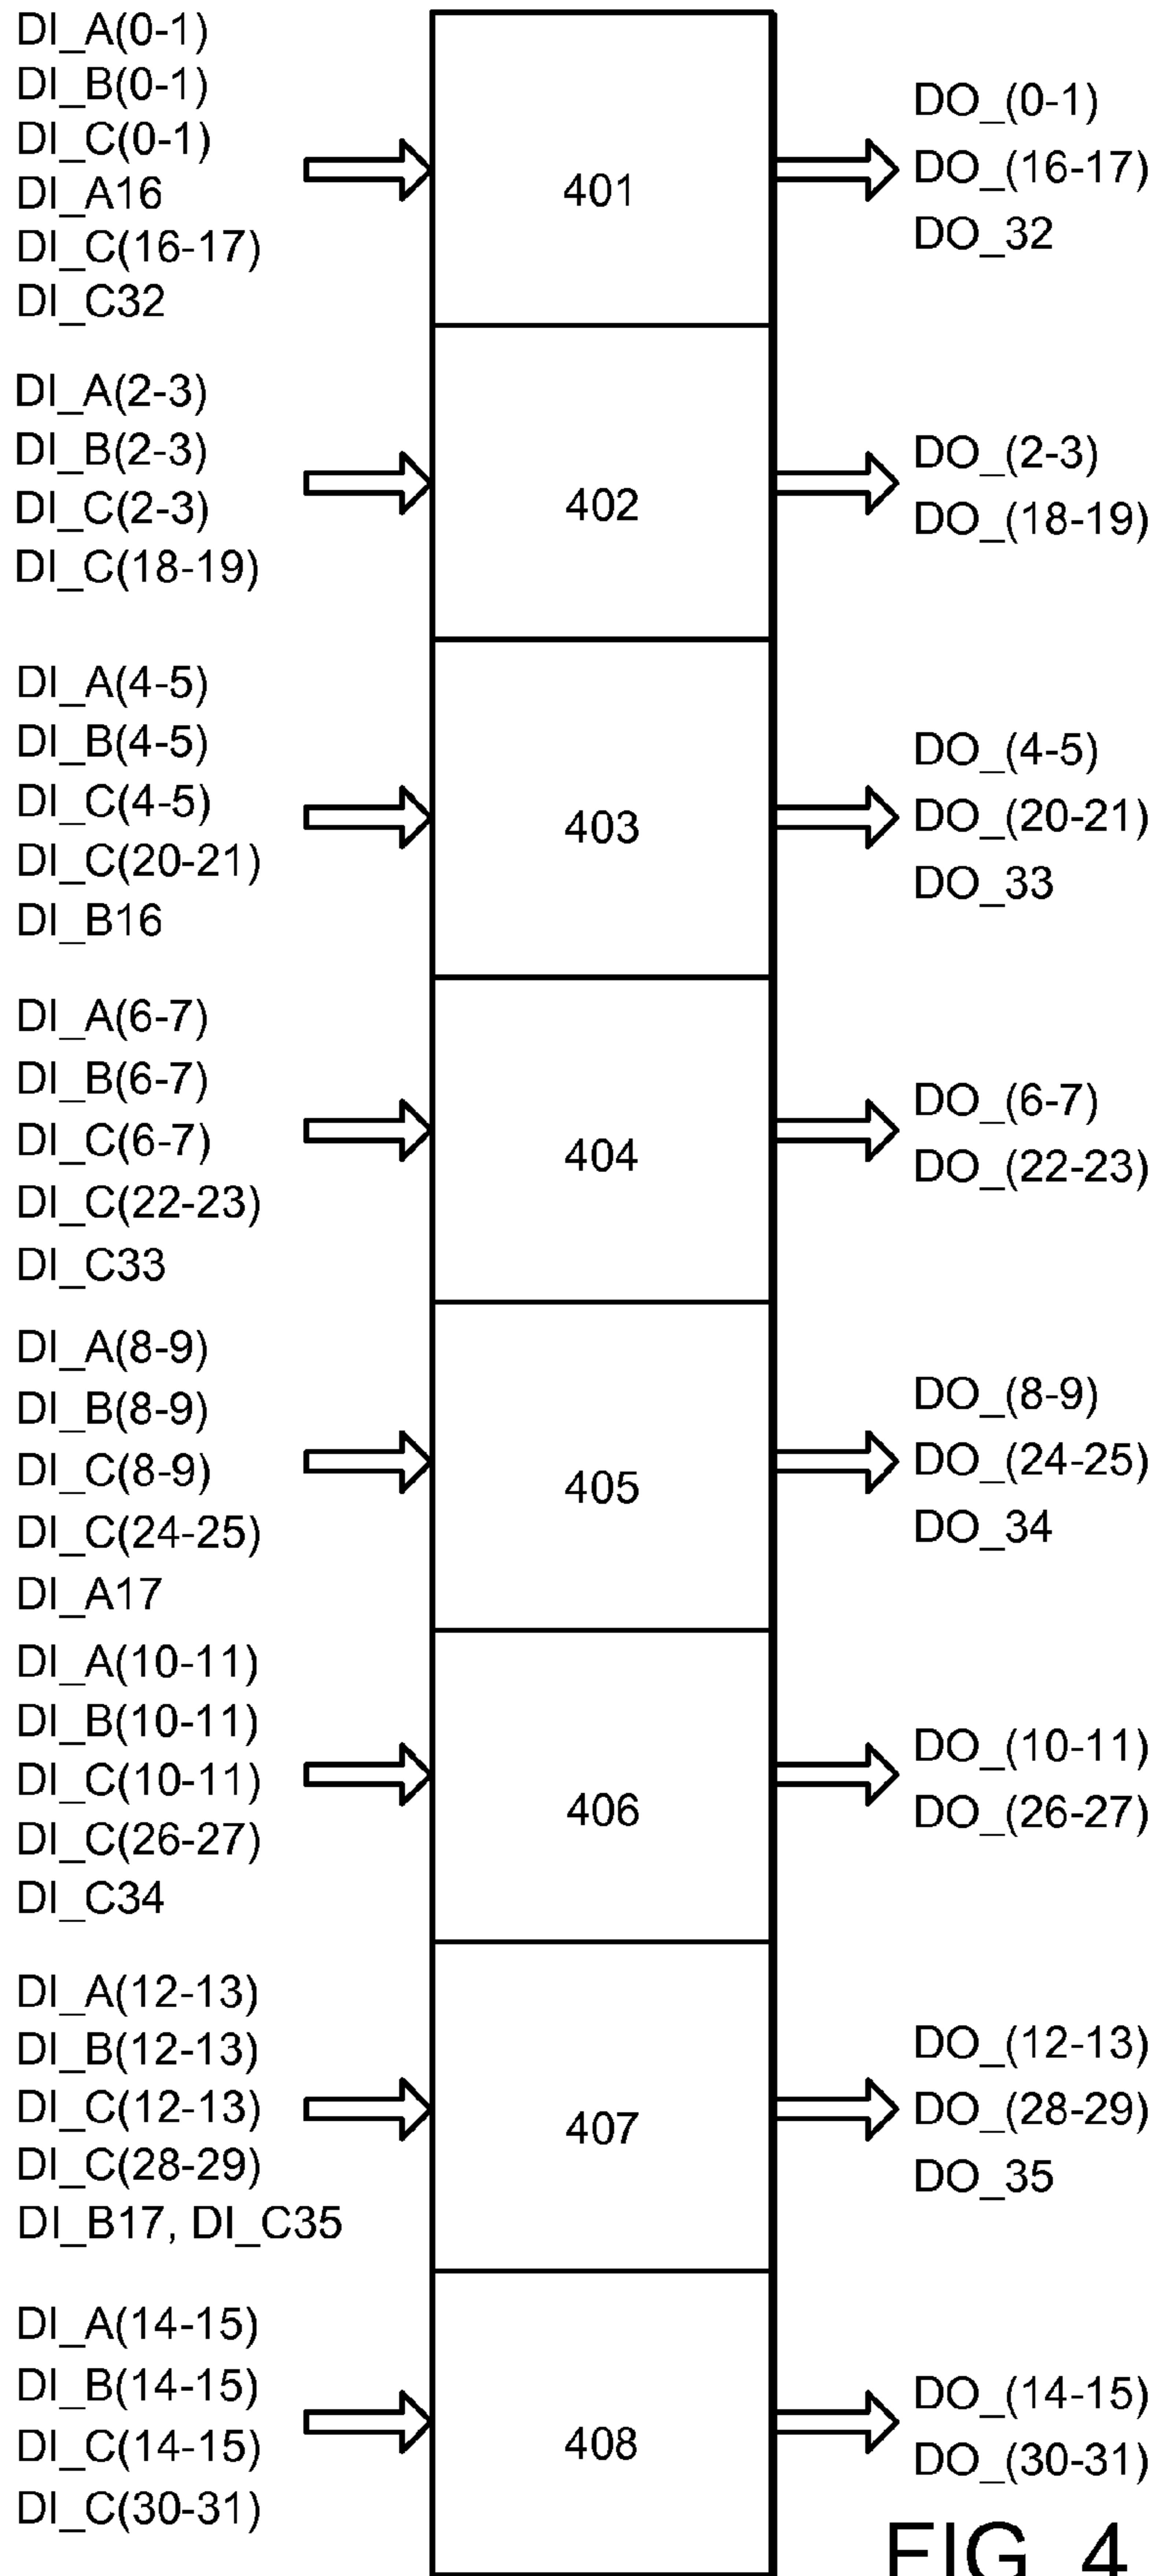 DI_A(0-1)
DI_B(0-1)
DI_C(0-1)
DI_A16
DI_C(16-17)
DI_C32
401
DO_(0-1)
DO_(16-17)
DO_32
DI_A(2-3)
DI_B(2-3)
DI_C(2-3)
DI_C(18-19)
402
DO_(2-3)
DO_(18-19)
DI_A(4-5)
DI_B(4-5)
DI_C(4-5)
DI_C(20-21)
DI_B16
403
DO_(4-5)
DO_(20-21)
DO_33
DI_A(6-7)
DI_B(6-7)
DI_C(6-7)
DI_C(22-23)
DI_C33
404
DO_(6-7)
DO_(22-23)
DI_A(8-9)
DI_B(8-9)
DI_C(8-9)
DI_C(24-25)
DI_A17
405
DO_(8-9)
DO_(24-25)
DO_34
DI_A(10-11)
DI_B(10-11)
DI_C(10-11)
DI_C(26-27)
DI_C34
406
DO_(10-11)
DO_(26-27)
DI_A(12-13)
DI_B(12-13)
DI_C(12-13)
DI_C(28-29)
DI_B17, DI_C35
407
DO_(12-13)
DO_(28-29)
DO_35
DI_A(14-15)
DI_B(14-15)
DI_C(14-15)
DI_C(30-31)
408
DO_(14-15)
DO_(30-31)
FIG. 4